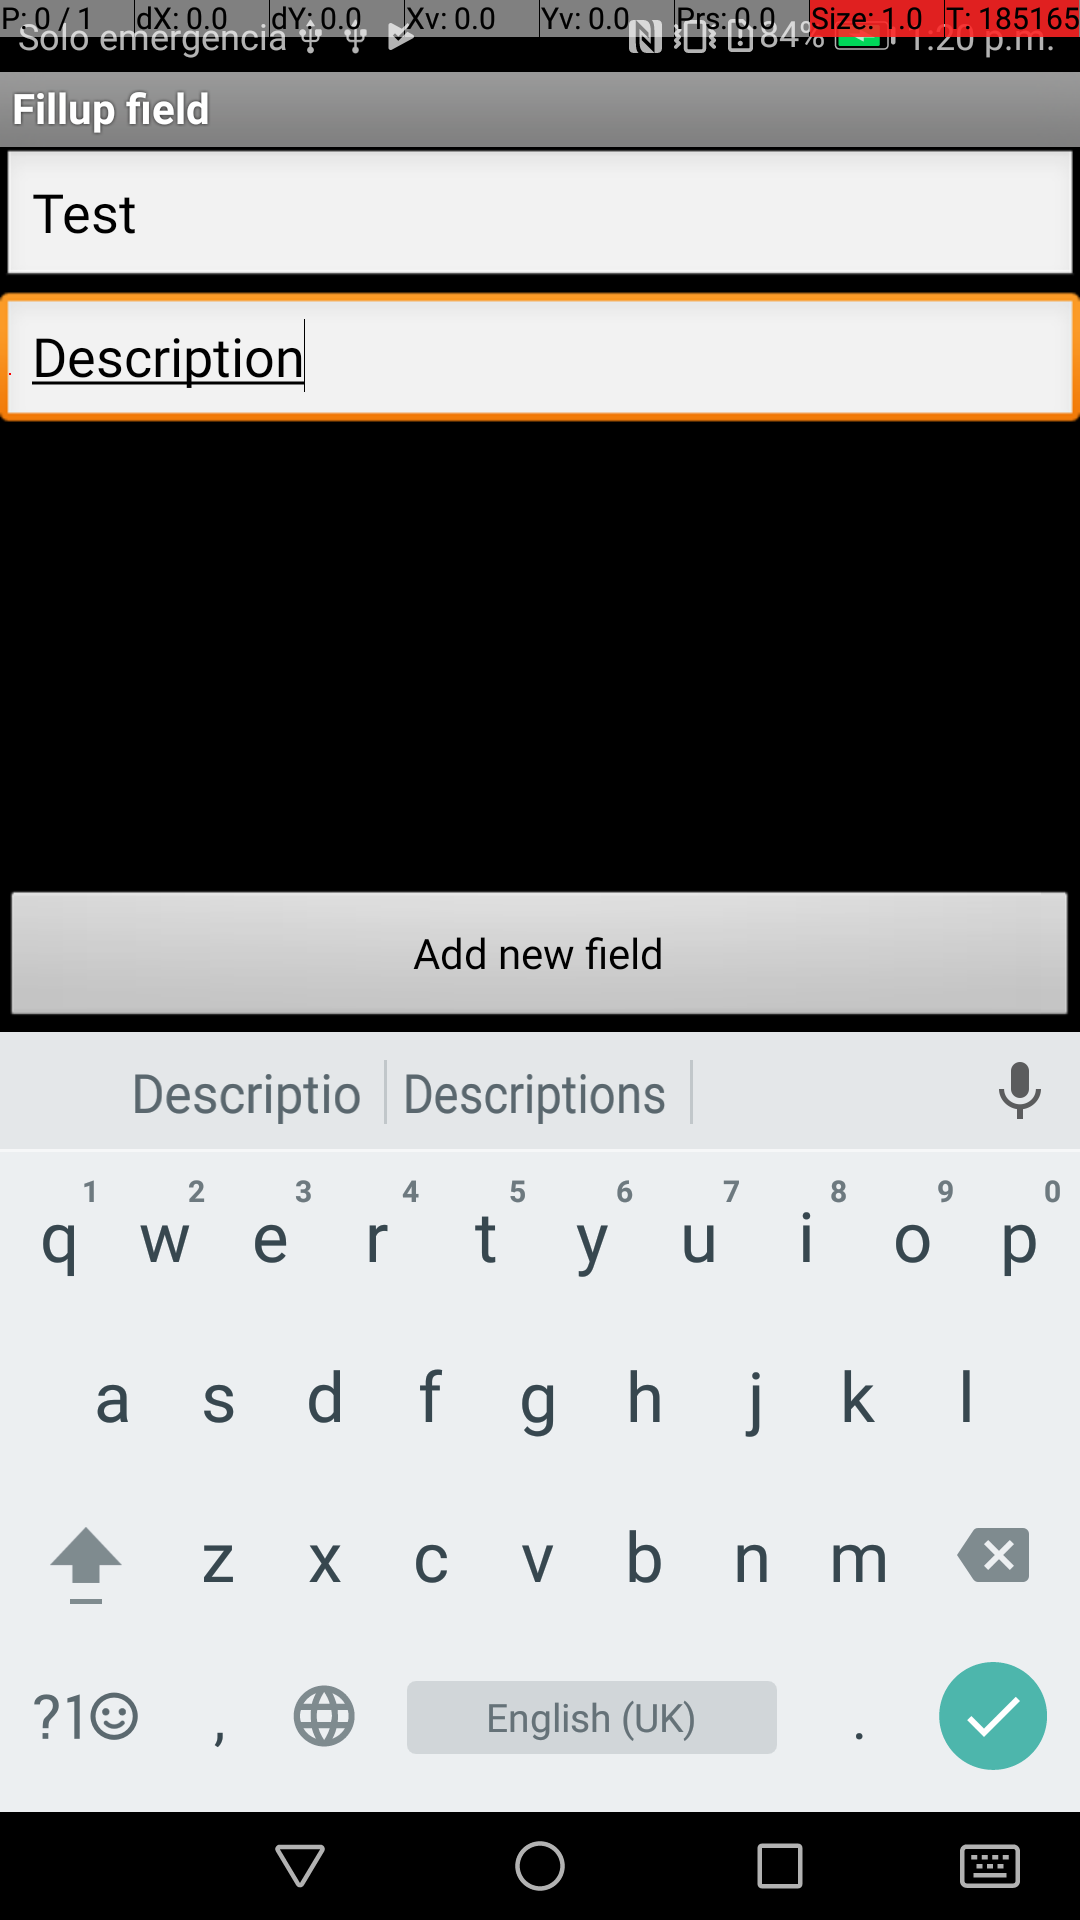 P: 0 / 1 dX: 0.0 dY: 0.0 Xv: 0.0 Yv: 0.0 Prs: 0.0 Size: 1.0 T: 185165
Solo emergencia 84% 1:20 p.m.
Fillup field
Test
Description
Add new field
Descriptio Descriptions
1 2 3 4 5 6 7 8 9 0
q w e r t y u i o p
a s d f g h j k l
z x c v b n m
?1 , English (UK) .